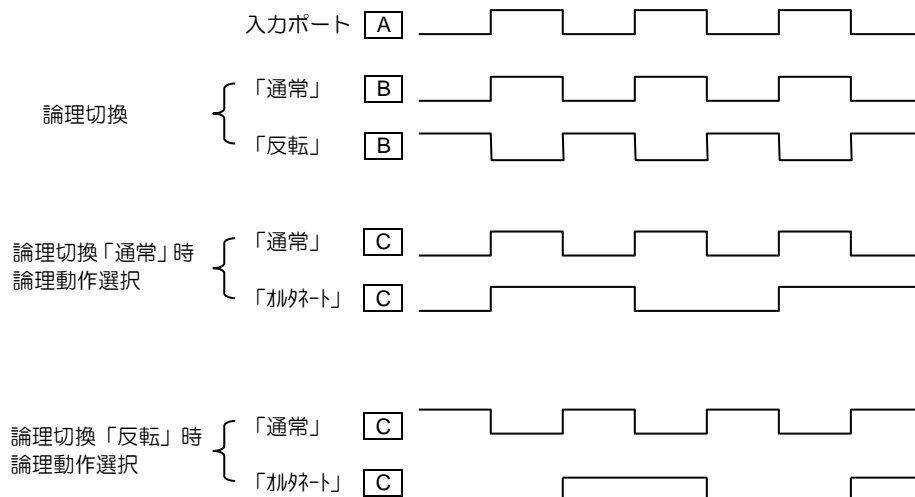 入力ポート A
「通常」 B
論理切換
「反転」 B
「通常」 C
論理切換「通常」時
論理動作選択
「ｵﾙﾀﾈｰﾄ」 C
「通常」 C
論理切換「反転」時
論理動作選択
「ｵﾙﾀﾈｰﾄ」 C